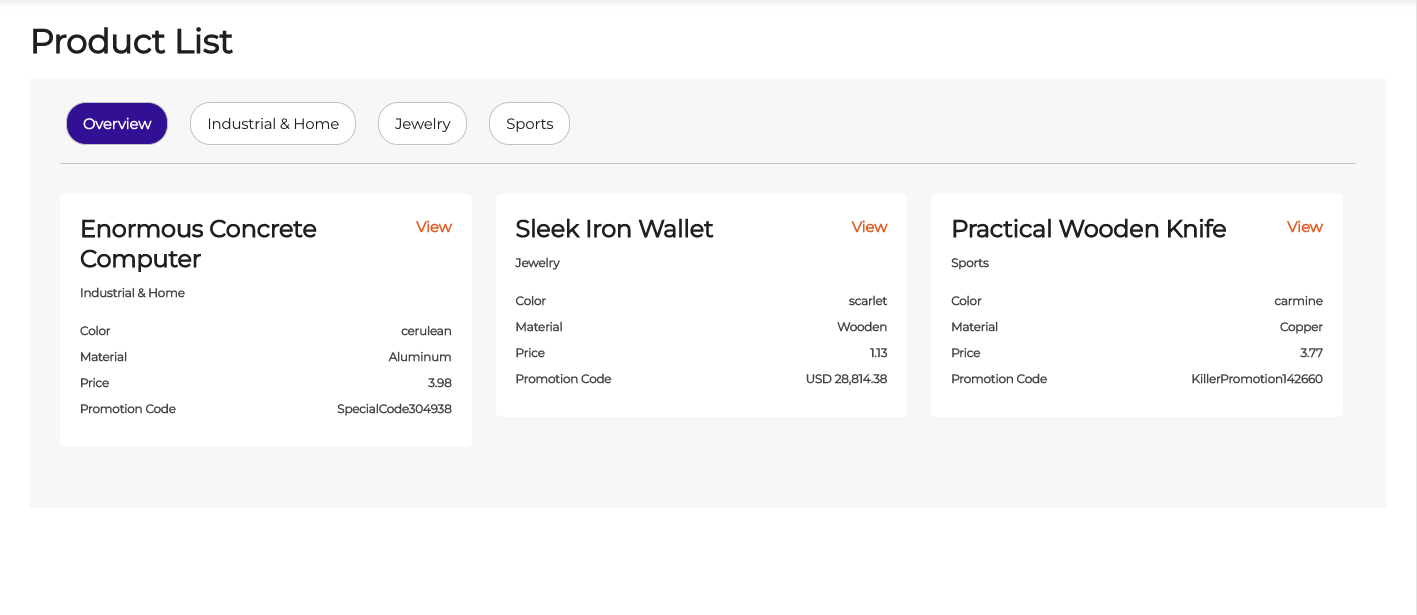 Product List
Overview Industrial & Home Jewelry Sports
Enormous Concrete View
Computer
Industrial & Home
Color cerulean
Material Aluminum
Price 3.98
Promotion Code SpecialCode304938
Sleek Iron Wallet View
Jewelry
Color scarlet
Material Wooden
Price 1.13
Promotion Code USD 28,814.38
Practical Wooden Knife View
Sports
Color carmine
Material Copper
Price 3.77
Promotion Code KillerPromotion142660